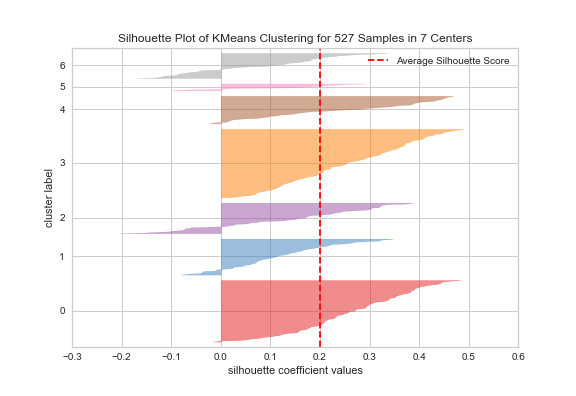 Silhouette Plot of KMeans Clustering for 527 Samples in 7 Centers
Average Silhouette Score
6
5
4
3
2
1
0
cluster label
−0.3 −0.2 −0.1 0.0 0.1 0.2 0.3 0.4 0.5 0.6
silhouette coefficient values